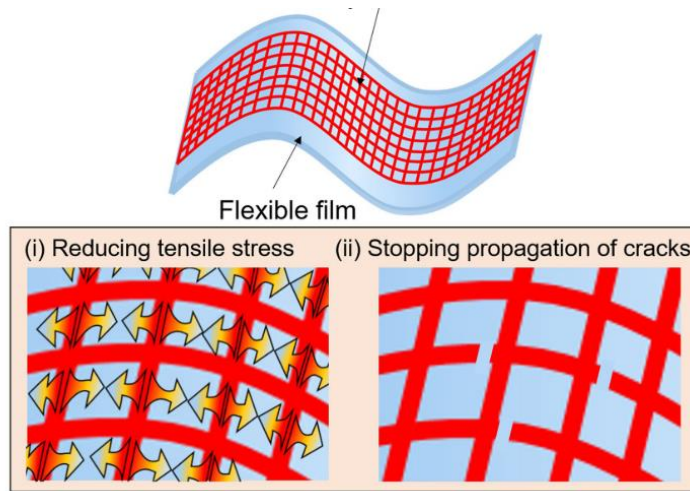 Flexible film
(i) Reducing tensile stress
(ii) Stopping propagation of cracks